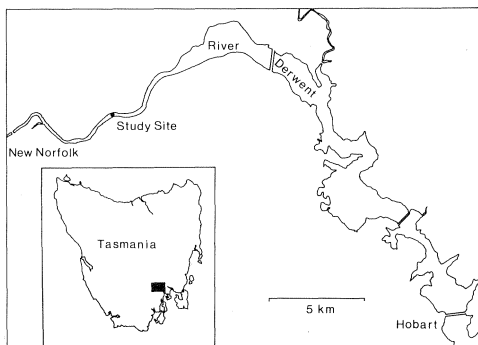 River
Derwent
Study Site
New Norfolk
Tasmania
5 km
Hobart